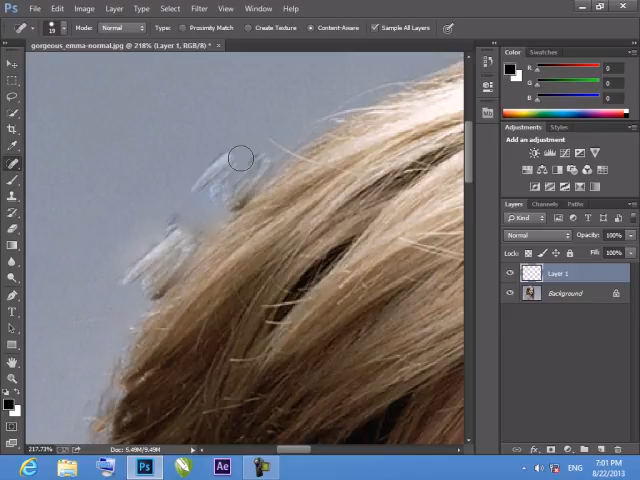 Ps File Edit Image Layer Type Select Filter View Window Help
19 Mode: Normal Type: Proximity Match Create Texture Content-Aware Sample All Layers
gorgeous_emma-normal.jpg @ 218% (Layer 1, RGB/8) * ×
Color Swatches
R 0
G 0
B 0
Adjustments Styles
Add an adjustment
Layers Channels Paths
Kind
Normal Opacity: 100%
Lock: Fill: 100%
Layer 1
Background
217.73% Doc: 5.49M/9.49M
Ps Ae
ENG 7:01 PM
8/22/2013